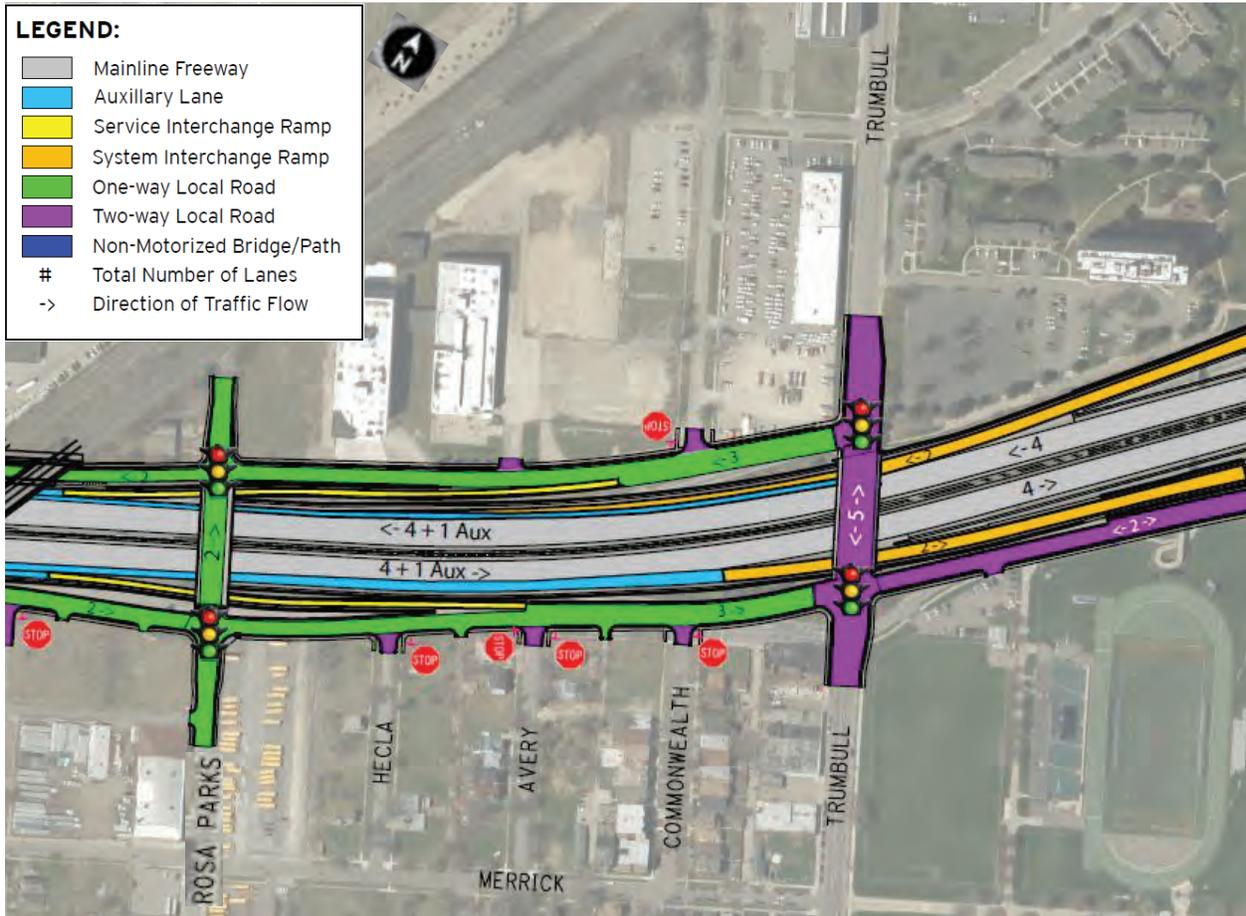 LEGEND:
Mainline Freeway
Auxillary Lane
Service Interchange Ramp
System Interchange Ramp
One-way Local Road
Two-way Local Road
Non-Motorized Bridge/Path
# Total Number of Lanes
-> Direction of Traffic Flow
N
TRUMBULL
STOP
<-2
<-3
<-2
<-4
4->
<-5->
2->
<-4+1 Aux
4+1 Aux->
2->
<-2->
2->
3->
STOP
STOP
STOP
STOP
STOP
HECLA
AVERY
COMMONWEALTH
TRUMBULL
ROSA PARKS
MERRICK